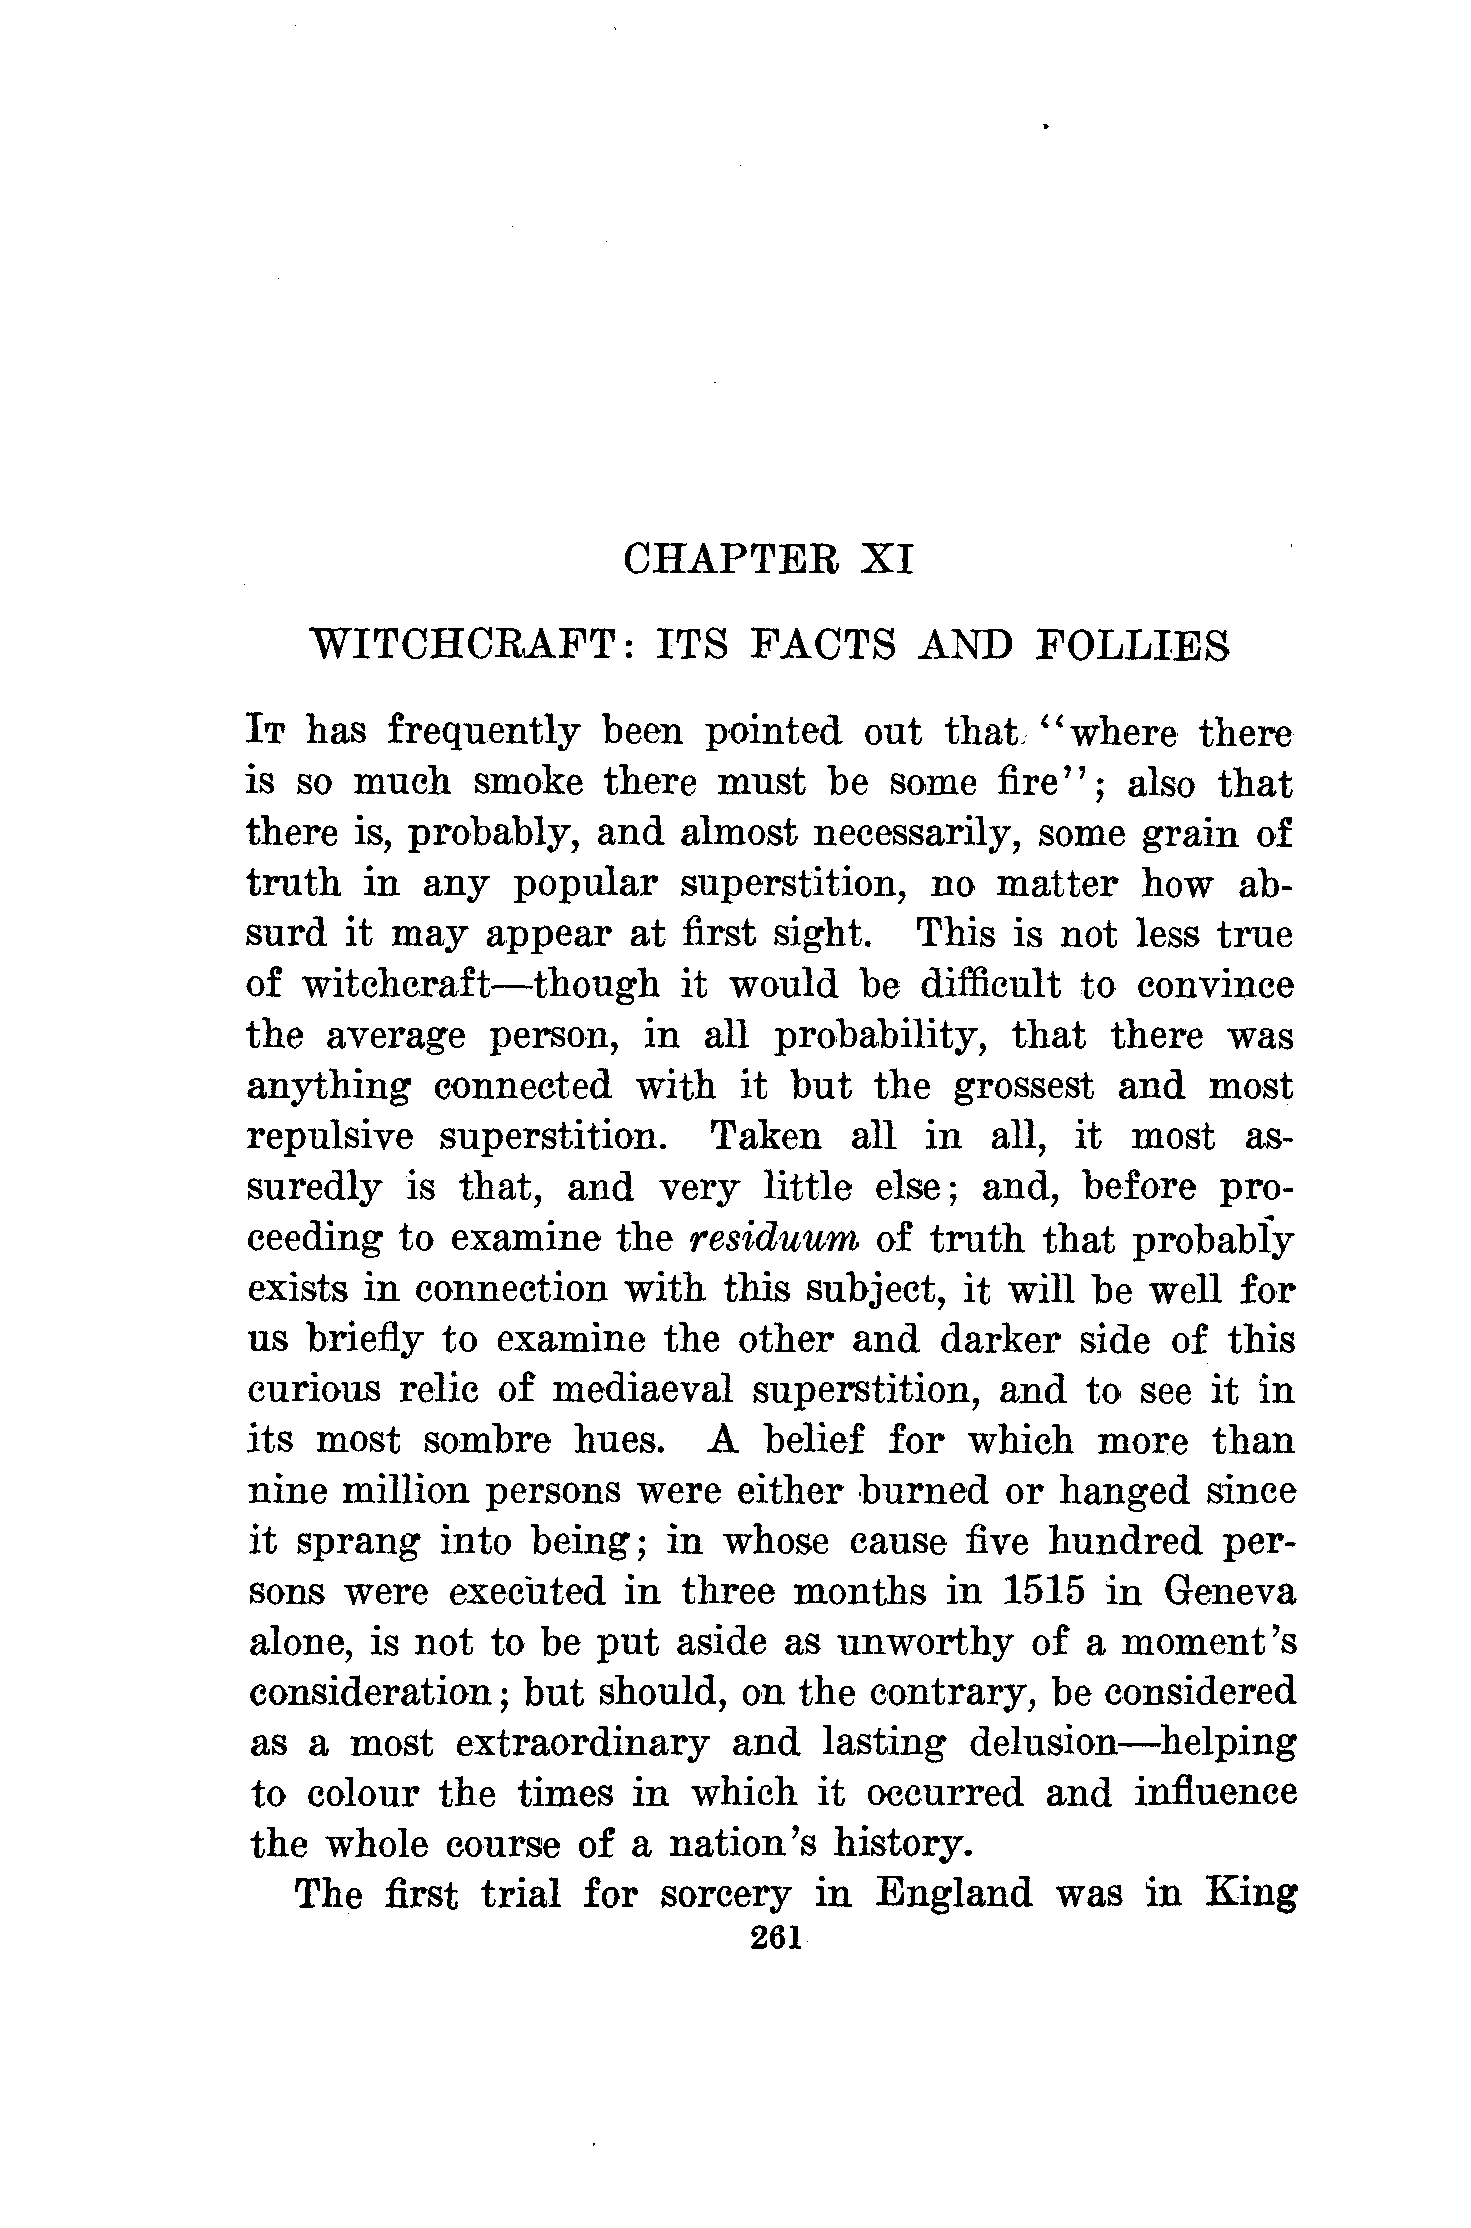 CHAPTER XI
WITCHCRAFT: ITS FACTS AND FOLLIES
IT has frequently been pointed out that "where there
is so much smoke there must be some fire"; also that
there is, probably, and almost necessarily, some grain of
truth in any popular superstition, no matter how ab-
surd it may appear at first sight. This is not less true
of witchcraft—though it would be difficult to convince
the average person, in all probability, that there was
anything connected with it but the grossest and most
repulsive superstition. Taken all in all, it most as-
suredly is that, and very little else; and, before pro-
ceeding to examine the residuum of truth that probably
exists in connection with this subject, it will be well for
us briefly to examine the other and darker side of this
curious relic of mediaeval superstition, and to see it in
its most sombre hues. A belief for which more than
nine million persons were either burned or hanged since
it sprang into being; in whose cause five hundred per-
sons were executed in three months in 1515 in Geneva
alone, is not to be put aside as unworthy of a moment's
consideration; but should, on the contrary, be considered
as a most extraordinary and lasting delusion—helping
to colour the times in which it occurred and influence
the whole course of a nation's history.
The first trial for sorcery in England was in King
261